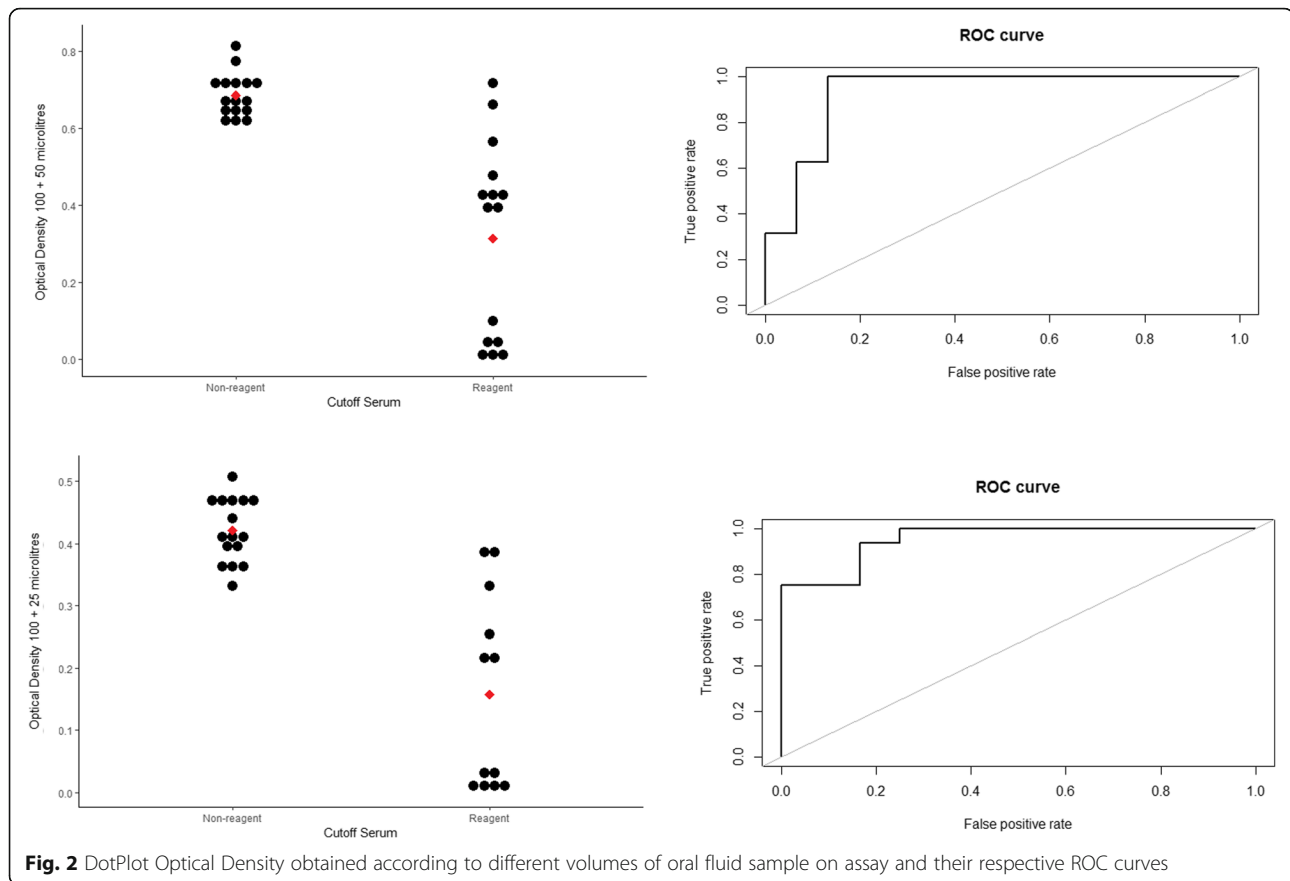 0.8
0.6
0.4
0.2
0.0
Optical Density 100 + 50 microlitres
Non-reagent
Reagent
Cutoff Serum
ROC curve
1.0
0.8
0.6
0.4
0.2
0.0
True positive rate
0.0
0.2
0.4
0.6
0.8
1.0
False positive rate
0.5
0.4
0.3
0.2
0.1
0.0
Optical Density 100 + 25 microlitres
Non-reagent
Reagent
Cutoff Serum
ROC curve
1.0
0.8
0.6
0.4
0.2
0.0
True positive rate
0.0
0.2
0.4
0.6
0.8
1.0
False positive rate
Fig. 2 DotPlot Optical Density obtained according to different volumes of oral fluid sample on assay and their respective ROC curves